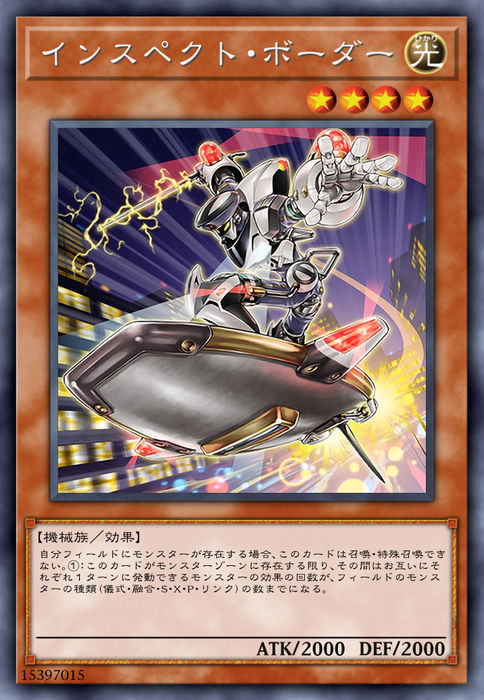 インスペクト・ボーダー
ひかり
光
【機械族／効果】
自分フィールドにモンスターが存在する場合、このカードは召喚・特殊召喚でき
ない。①：このカードがモンスターゾーンに存在する限り、その間はお互いにそ
れぞれ１ターンに発動できるモンスターの効果の回数が、フィールドのモンス
ターの種類（儀式・融合・S・X・P・リンク）の数までになる。
ATK/2000 DEF/2000
15397015